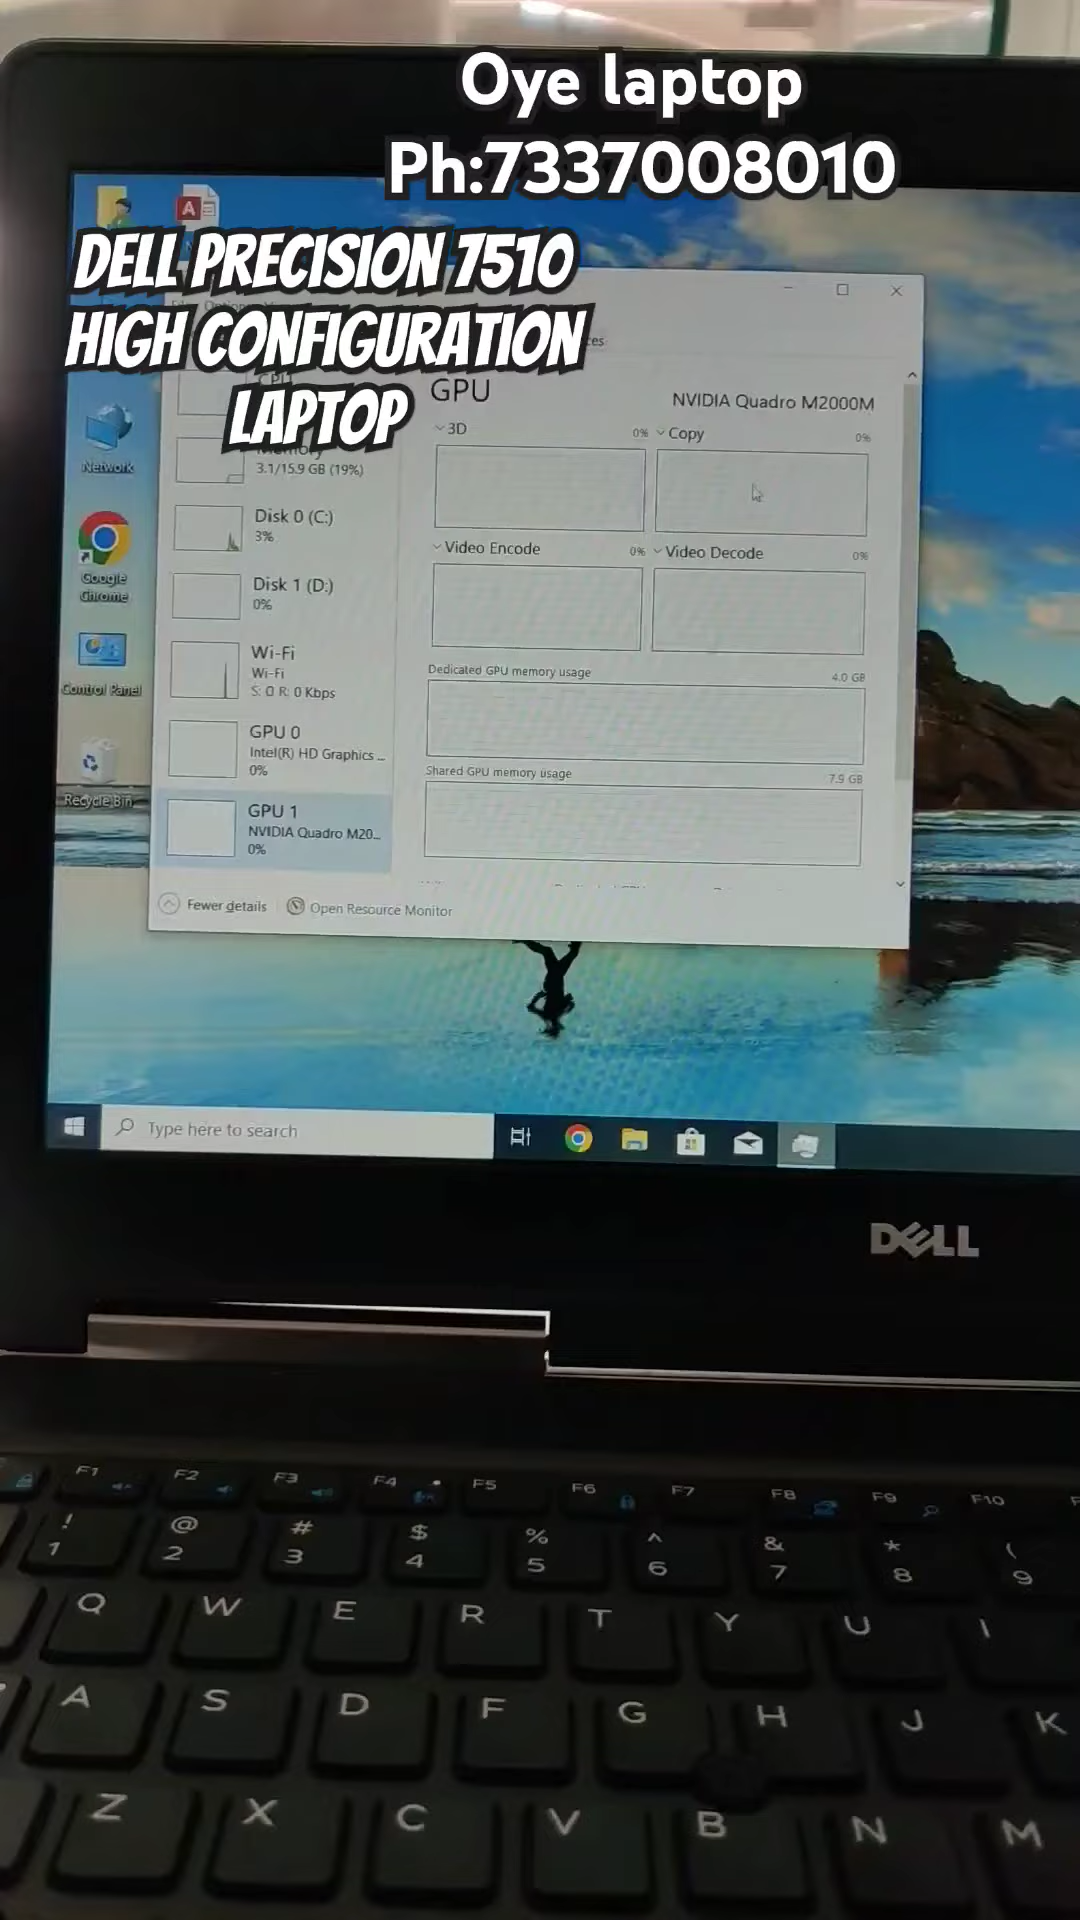 Oye laptop
Ph:7337008010
DELL PRECISION 7510
HIGH CONFIGURATION
LAPTOP
GPU
NVIDIA Quadro M2000M
3D 0% Copy 0%
Video Encode 0% Video Decode 0%
Dedicated GPU memory usage 4.0 GB
Shared GPU memory usage 7.9 GB
Memory
3.1/15.9 GB (19%)
Disk 0 (C:)
3%
Disk 1 (D:)
0%
Wi-Fi
Wi-Fi
S: 0 R: 0 Kbps
GPU 0
Intel(R) HD Graphics ...
0%
GPU 1
NVIDIA Quadro M20...
0%
Fewer details
Open Resource Monitor
Network
Google
Chrome
Control Panel
Recycle Bin
Type here to search
DELL
F1 F2 F3 F4 F5 F6 F7 F8 F9 F10
! @ # $ % ^ & * (
1 2 3 4 5 6 7 8 9
Q W E R T Y U I
A S D F G H J K
Z X C V B N M